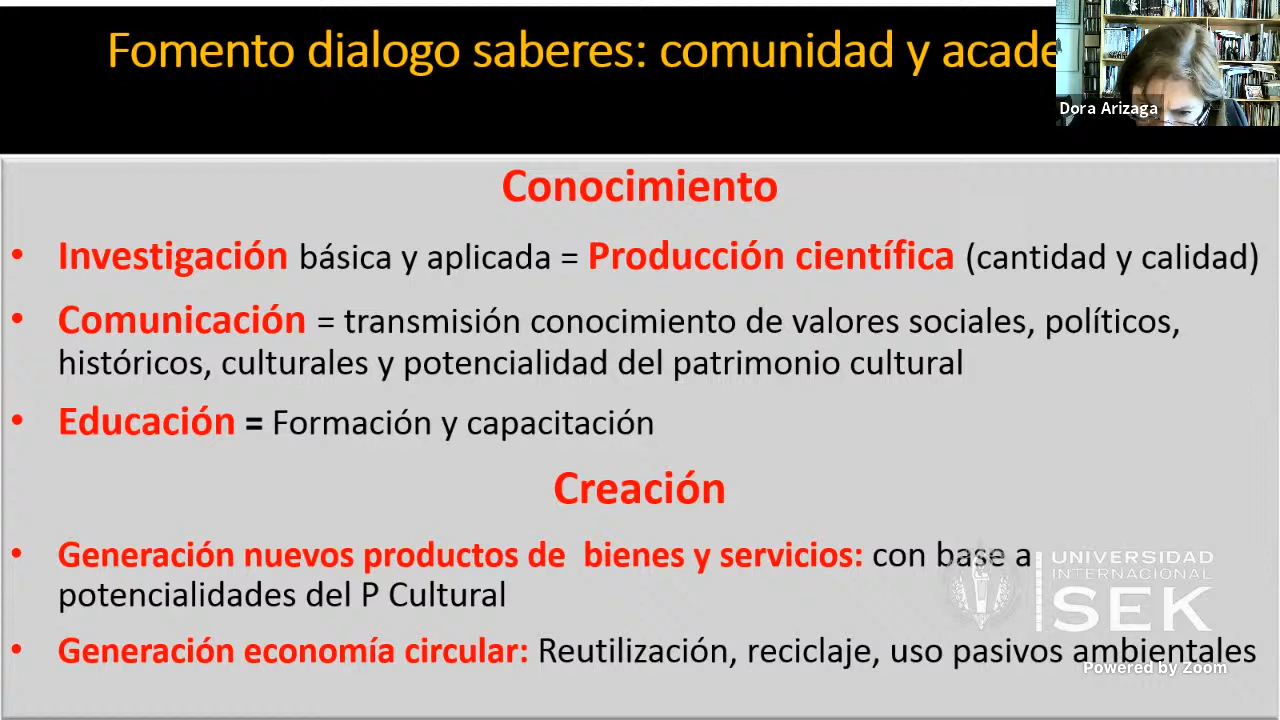 Fomento dialogo saberes: comunidad y acade
Dora Arizaga
Conocimiento
• Investigación básica y aplicada = Producción científica (cantidad y calidad)
• Comunicación = transmisión conocimiento de valores sociales, políticos,
históricos, culturales y potencialidad del patrimonio cultural
• Educación = Formación y capacitación
Creación
• Generación nuevos productos de bienes y servicios: con base a
potencialidades del P Cultural
• Generación economía circular: Reutilización, reciclaje, uso pasivos ambientales
UNIVERSIDAD
INTERNACIONAL
SEK
Powered by Zoom